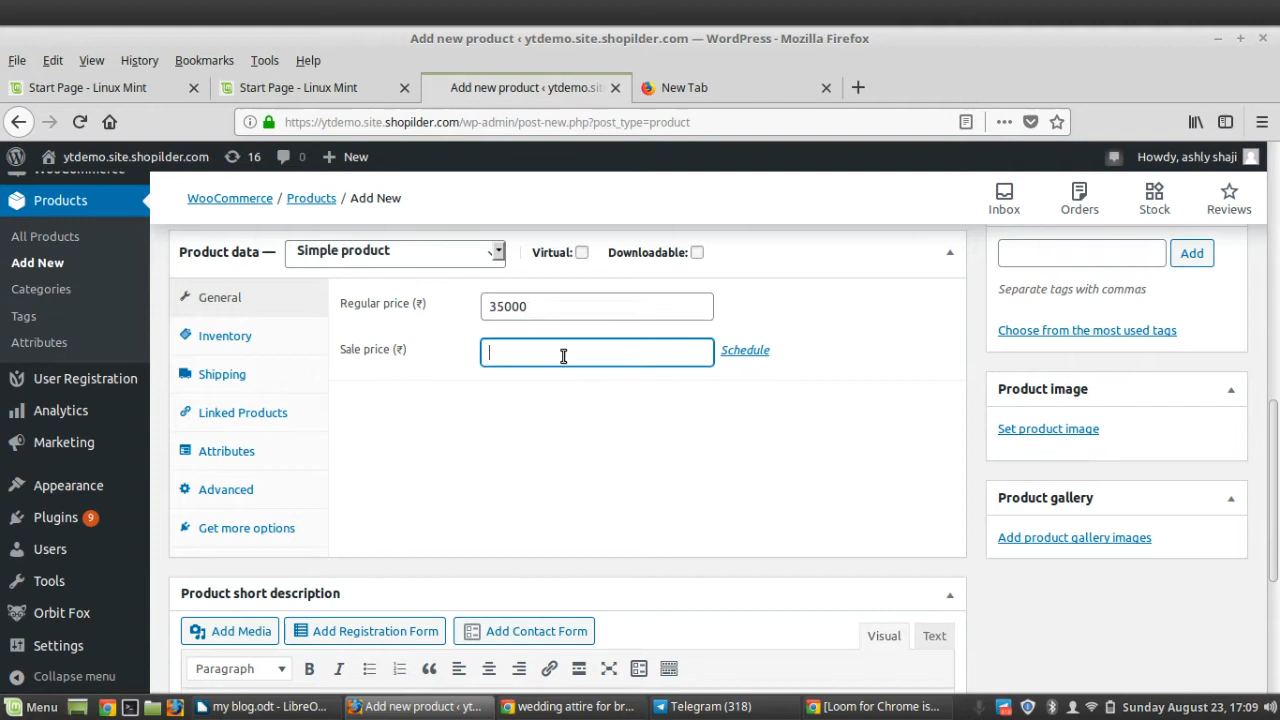 Add new product ‹ ytdemo.site.shopilder.com — WordPress - Mozilla Firefox
File Edit View History Bookmarks Tools Help
Start Page - Linux Mint
Start Page - Linux Mint
Add new product ‹ ytdemo.sit
New Tab
https://ytdemo.site.shopilder.com/wp-admin/post-new.php?post_type=product
ytdemo.site.shopilder.com 16 0 New Howdy, ashly shaji
WooCommerce
Products
All Products
Add New
Categories
Tags
Attributes
User Registration
Analytics
Marketing
Appearance
Plugins 9
Users
Tools
Orbit Fox
Settings
Collapse menu
WooCommerce / Products / Add New
Inbox Orders Stock Reviews
Product data — Simple product Virtual: Downloadable:
General
Inventory
Shipping
Linked Products
Attributes
Advanced
Get more options
Regular price (₹) 35000
Sale price (₹) Schedule
Product short description
Add Media Add Registration Form Add Contact Form
Visual Text
Paragraph
Add
Separate tags with commas
Choose from the most used tags
Product image
Set product image
Product gallery
Add product gallery images
Menu my blog.odt - LibreO... Add new product ‹ yt... wedding attire for br... Telegram (318) [Loom for Chrome is... Sunday August 23, 17:09